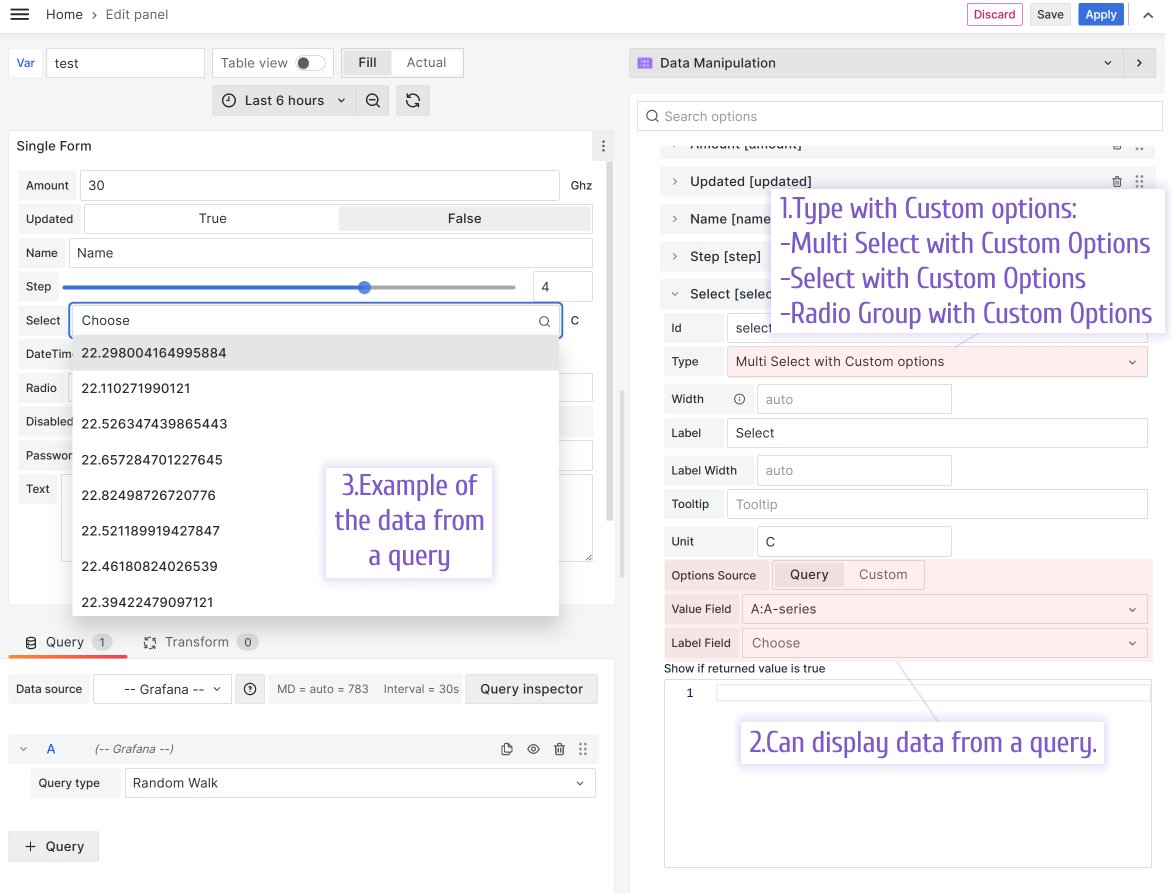 Home › Edit panel
Discard
Save
Apply
Var
test
Table view
Fill
Actual
Last 6 hours
Single Form
Amount
30
Ghz
Updated
True
False
Name
Name
Step
4
Select
Choose
C
DateTim
22.298004164995884
22.110271990121
22.526347439865443
22.657284701227645
22.82498726720776
22.521189919427847
22.46180824026539
22.39422479097121
Radio
Disabled
Passwor
Text
3.Example of
the data from
a query
Query 1
Transform 0
Data source
-- Grafana --
MD = auto = 783
Interval = 30s
Query inspector
A
(-- Grafana --)
Query type
Random Walk
+ Query
Data Manipulation
Search options
Amount [amount]
Updated [updated]
Name [name
Step [step]
Select [selec
1.Type with Custom options:
-Multi Select with Custom Options
-Select with Custom Options
-Radio Group with Custom Options
Id
select
Type
Multi Select with Custom options
Width
auto
Label
Select
Label Width
auto
Tooltip
Tooltip
Unit
C
Options Source
Query
Custom
Value Field
A:A-series
Label Field
Choose
Show if returned value is true
1
2.Can display data from a query.